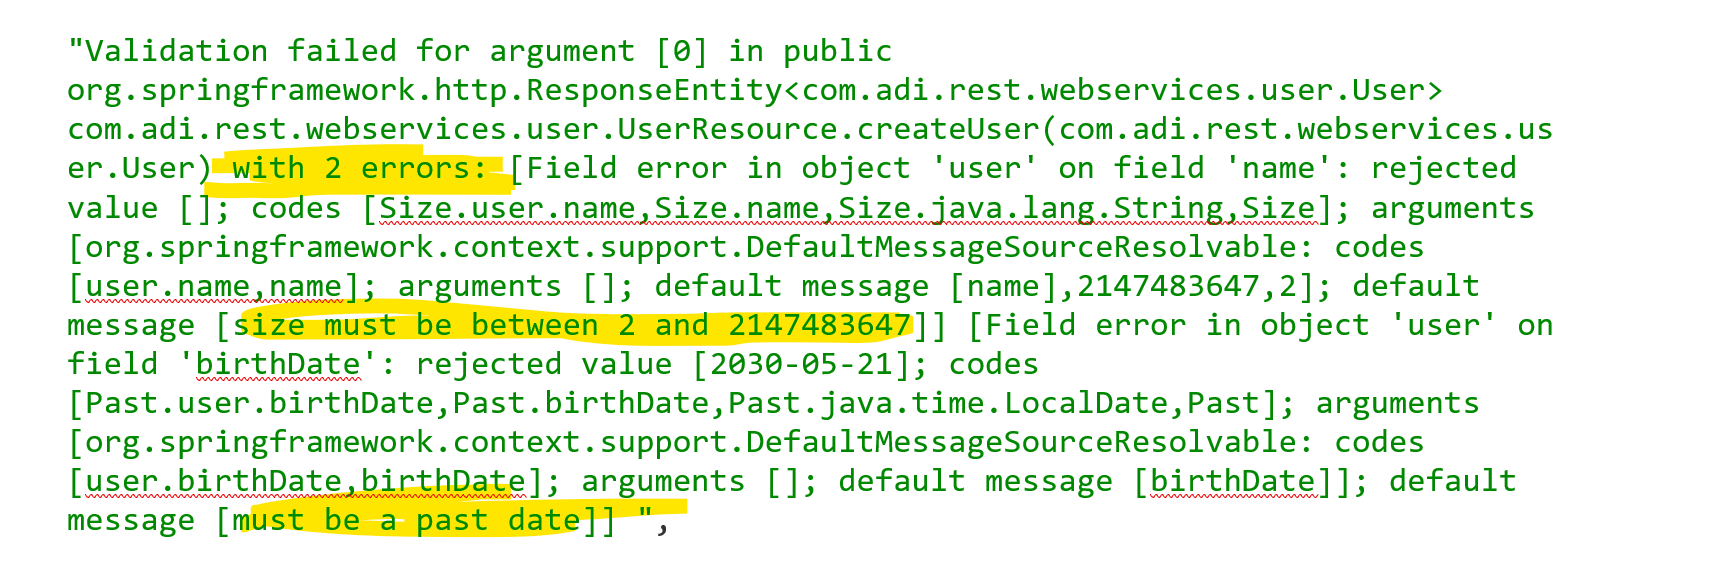 "Validation failed for argument [0] in public
org.springframework.http.ResponseEntity<com.adi.rest.webservices.user.User>
com.adi.rest.webservices.user.UserResource.createUser(com.adi.rest.webservices.us
er.User) with 2 errors: [Field error in object 'user' on field 'name': rejected
value []; codes [Size.user.name,Size.name,Size.java.lang.String,Size]; arguments
[org.springframework.context.support.DefaultMessageSourceResolvable: codes
[user.name,name]; arguments []; default message [name],2147483647,2]; default
message [size must be between 2 and 2147483647]] [Field error in object 'user' on
field 'birthDate': rejected value [2030-05-21]; codes
[Past.user.birthDate,Past.birthDate,Past.java.time.LocalDate,Past]; arguments
[org.springframework.context.support.DefaultMessageSourceResolvable: codes
[user.birthDate,birthDate]; arguments []; default message [birthDate]]; default
message [must be a past date]] ",